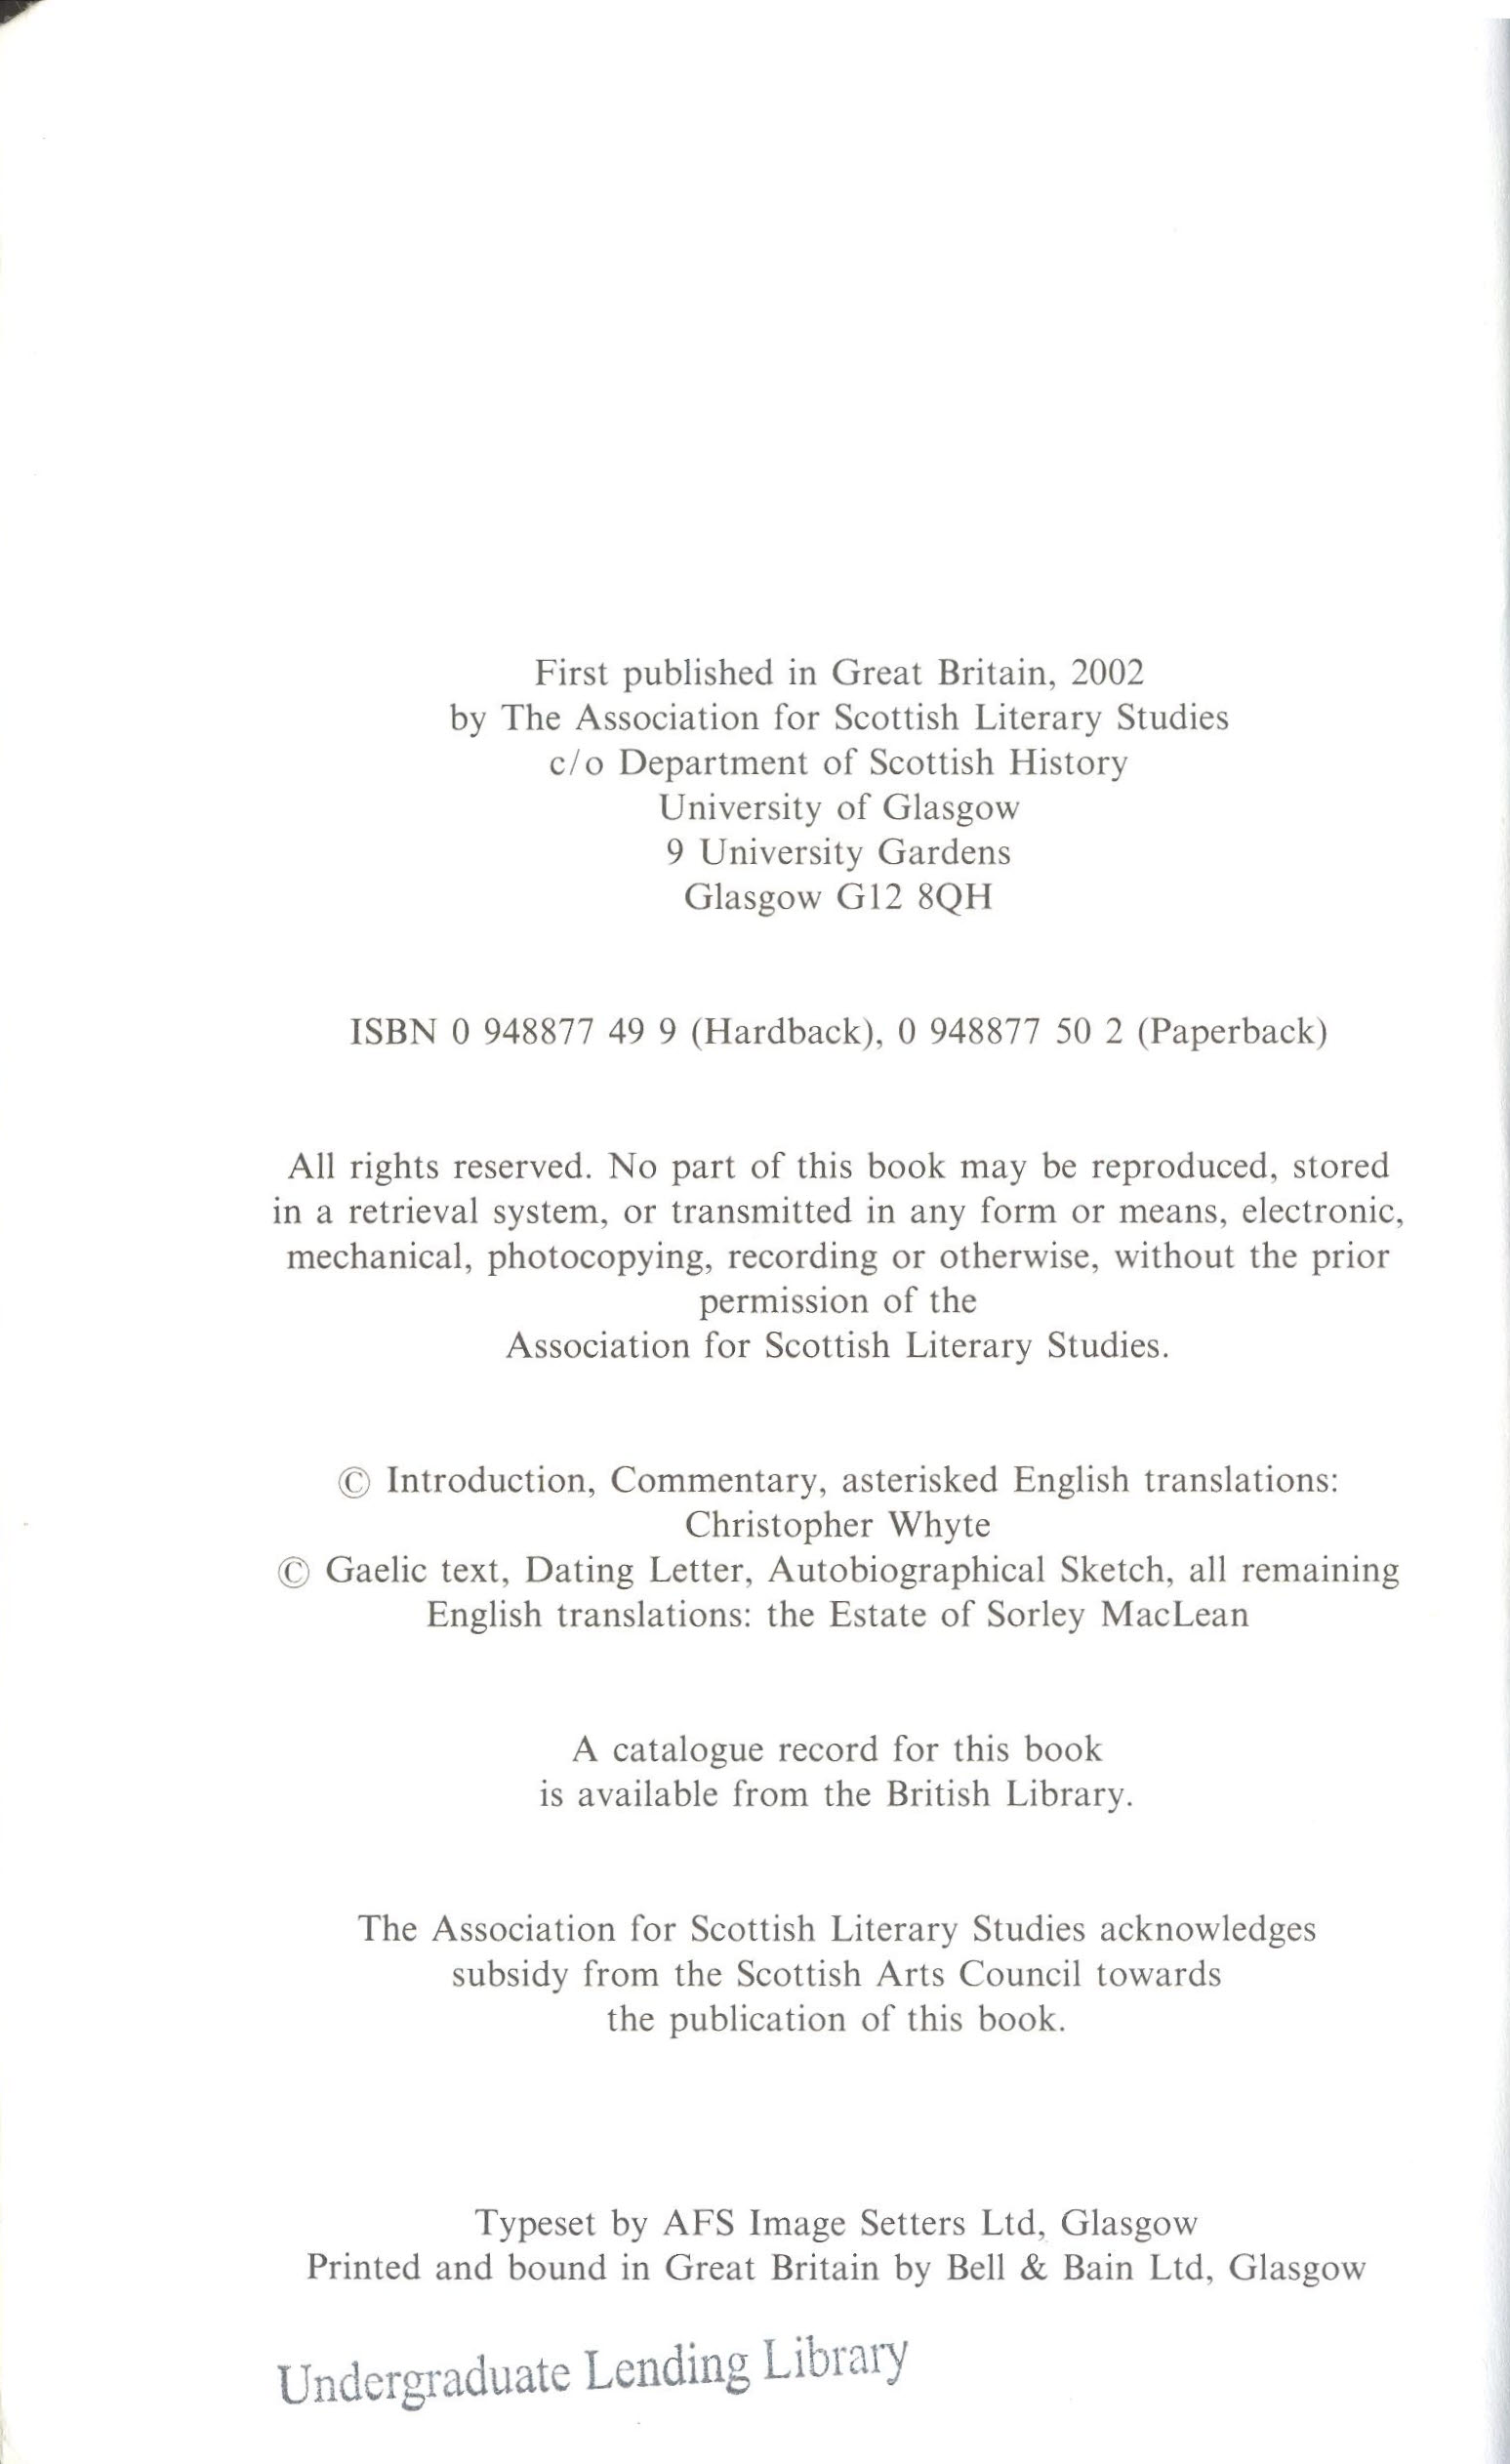 First published in Great Britain, 2002
by The Association for Scottish Literary Studies
c/o Department of Scottish History
University of Glasgow
9 University Gardens
Glasgow G12 8QH
ISBN 0 948877 49 9 (Hardback), 0 948877 50 2 (Paperback)
All rights reserved. No part of this book may be reproduced, stored
in a retrieval system, or transmitted in any form or means, electronic,
mechanical, photocopying, recording or otherwise, without the prior
permission of the
Association for Scottish Literary Studies.
© Introduction, Commentary, asterisked English translations:
Christopher Whyte
© Gaelic text, Dating Letter, Autobiographical Sketch, all remaining
English translations: the Estate of Sorley MacLean
A catalogue record for this book
is available from the British Library.
The Association for Scottish Literary Studies acknowledges
subsidy from the Scottish Arts Council towards
the publication of this book.
Typeset by AFS Image Setters Ltd, Glasgow
Printed and bound in Great Britain by Bell & Bain Ltd, Glasgow
Undergraduate Lending Library